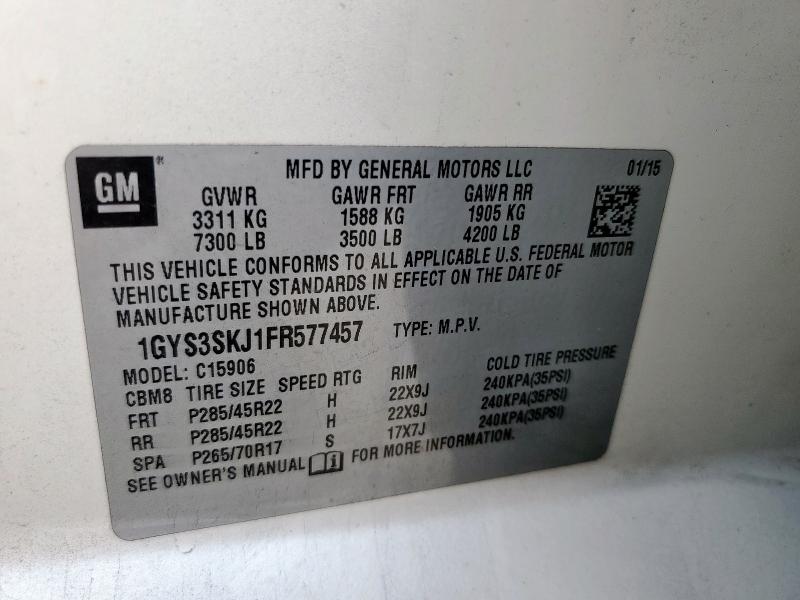 GM®
MFD BY GENERAL MOTORS LLC 01/15
GVWR GAWR FRT GAWR RR
3311 KG 1588 KG 1905 KG
7300 LB 3500 LB 4200 LB
THIS VEHICLE CONFORMS TO ALL APPLICABLE U.S. FEDERAL MOTOR
VEHICLE SAFETY STANDARDS IN EFFECT ON THE DATE OF
MANUFACTURE SHOWN ABOVE.
1GYS3SKJ1FR577457 TYPE: M.P.V.
MODEL: C15906
CBM8 TIRE SIZE SPEED RTG RIM COLD TIRE PRESSURE
FRT P285/45R22 H 22X9J 240KPA(35PSI)
RR P285/45R22 H 22X9J 240KPA(35PSI)
SPA P265/70R17 S 17X7J 240KPA(35PSI)
SEE OWNER'S MANUAL i FOR MORE INFORMATION.